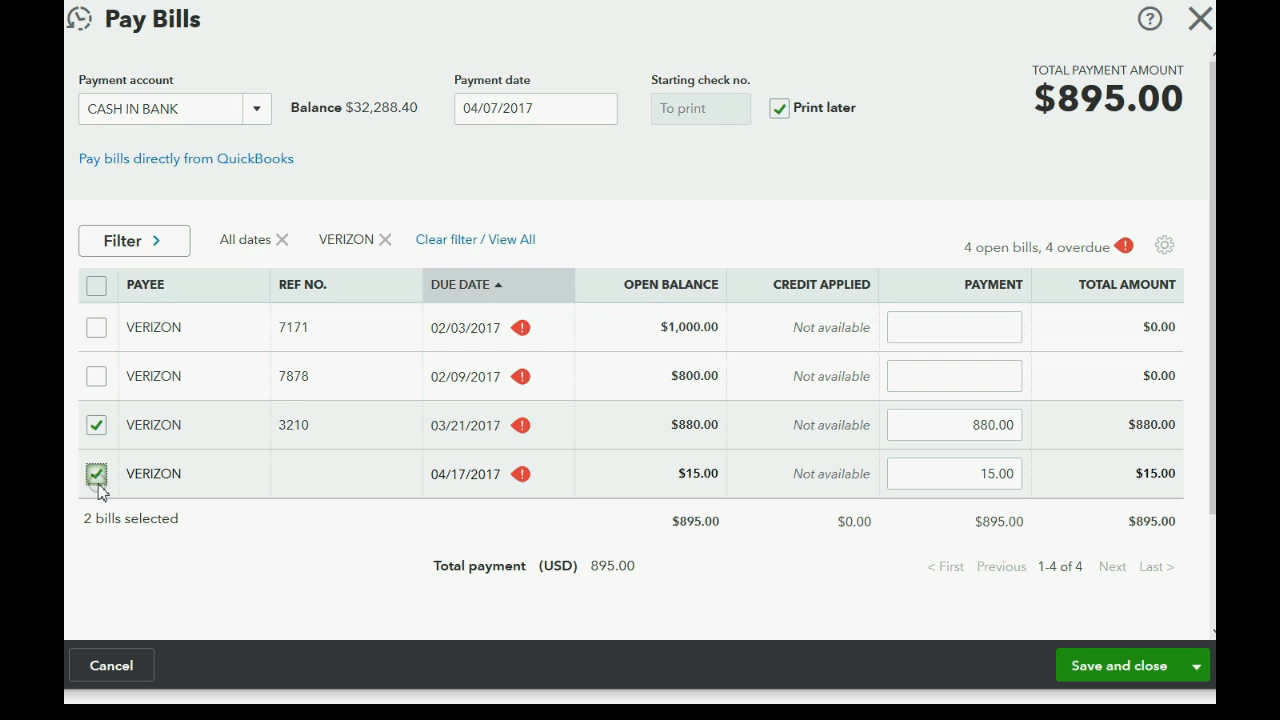 Pay Bills
?
Payment account
Payment date
Starting check no.
TOTAL PAYMENT AMOUNT
CASH IN BANK
Balance $32,288.40
04/07/2017
To print
Print later
$895.00
Pay bills directly from QuickBooks
Filter >
All dates
VERIZON
Clear filter / View All
4 open bills, 4 overdue !
PAYEE REF NO. DUE DATE OPEN BALANCE CREDIT APPLIED PAYMENT TOTAL AMOUNT
VERIZON 7171 02/03/2017 ! $1,000.00 Not available $0.00
VERIZON 7878 02/09/2017 ! $800.00 Not available $0.00
VERIZON 3210 03/21/2017 ! $880.00 Not available 880.00 $880.00
VERIZON 04/17/2017 ! $15.00 Not available 15.00 $15.00
2 bills selected $895.00 $0.00 $895.00 $895.00
Total payment (USD) 895.00
< First Previous 1-4 of 4 Next Last >
Cancel
Save and close